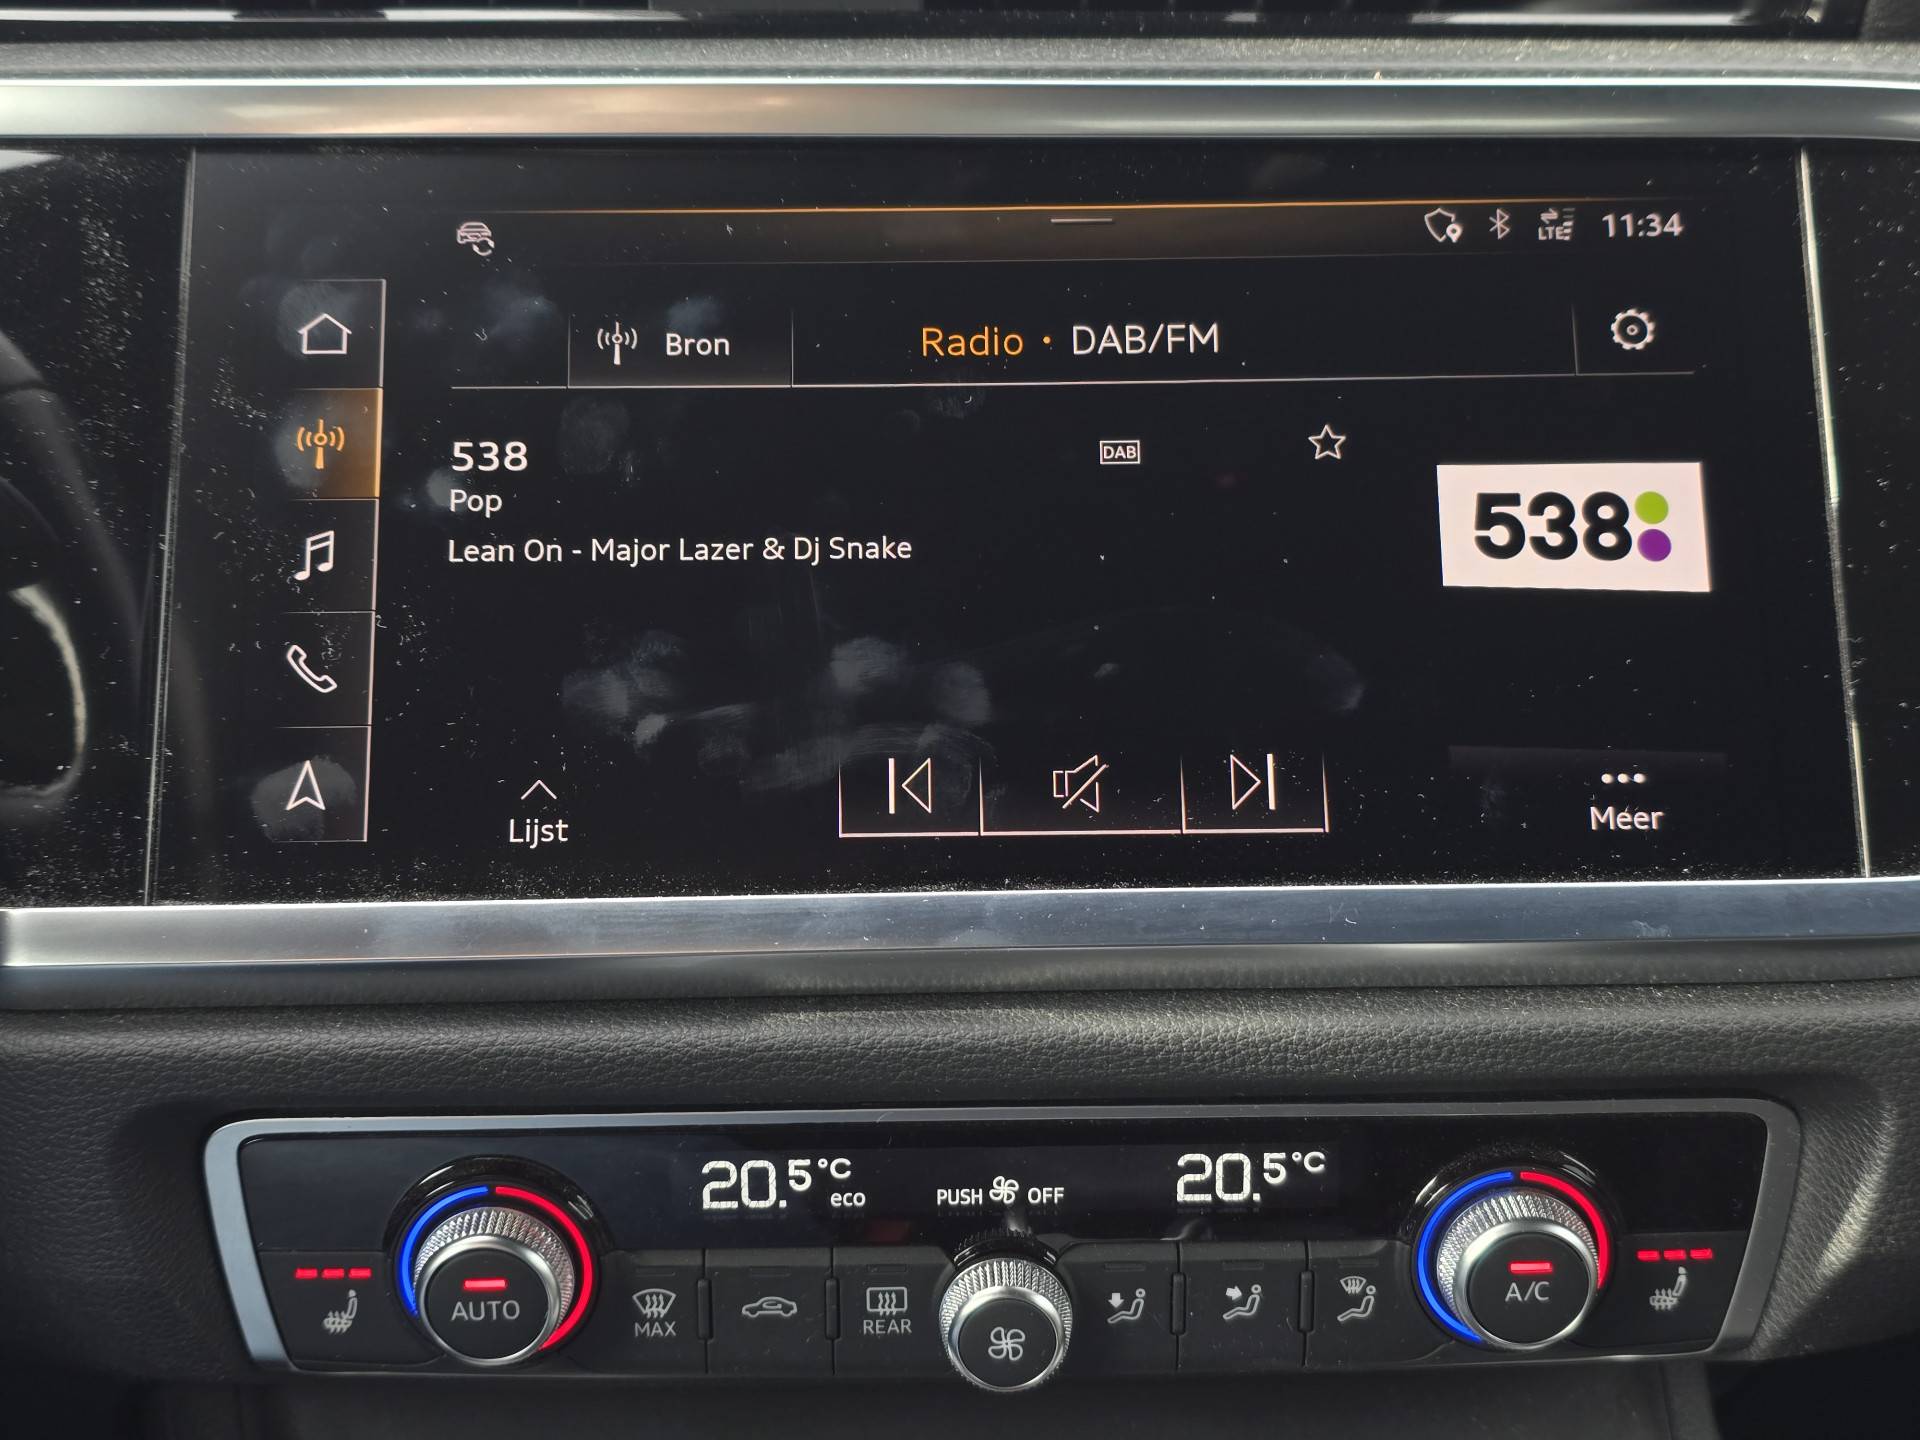 LTE 11:34
Bron
Radio • DAB/FM
538
DAB
Pop
Lean On - Major Lazer & Dj Snake
538
Lijst
Meer
20.5°C
eco
PUSH OFF
20.5°C
AUTO
MAX
REAR
A/C